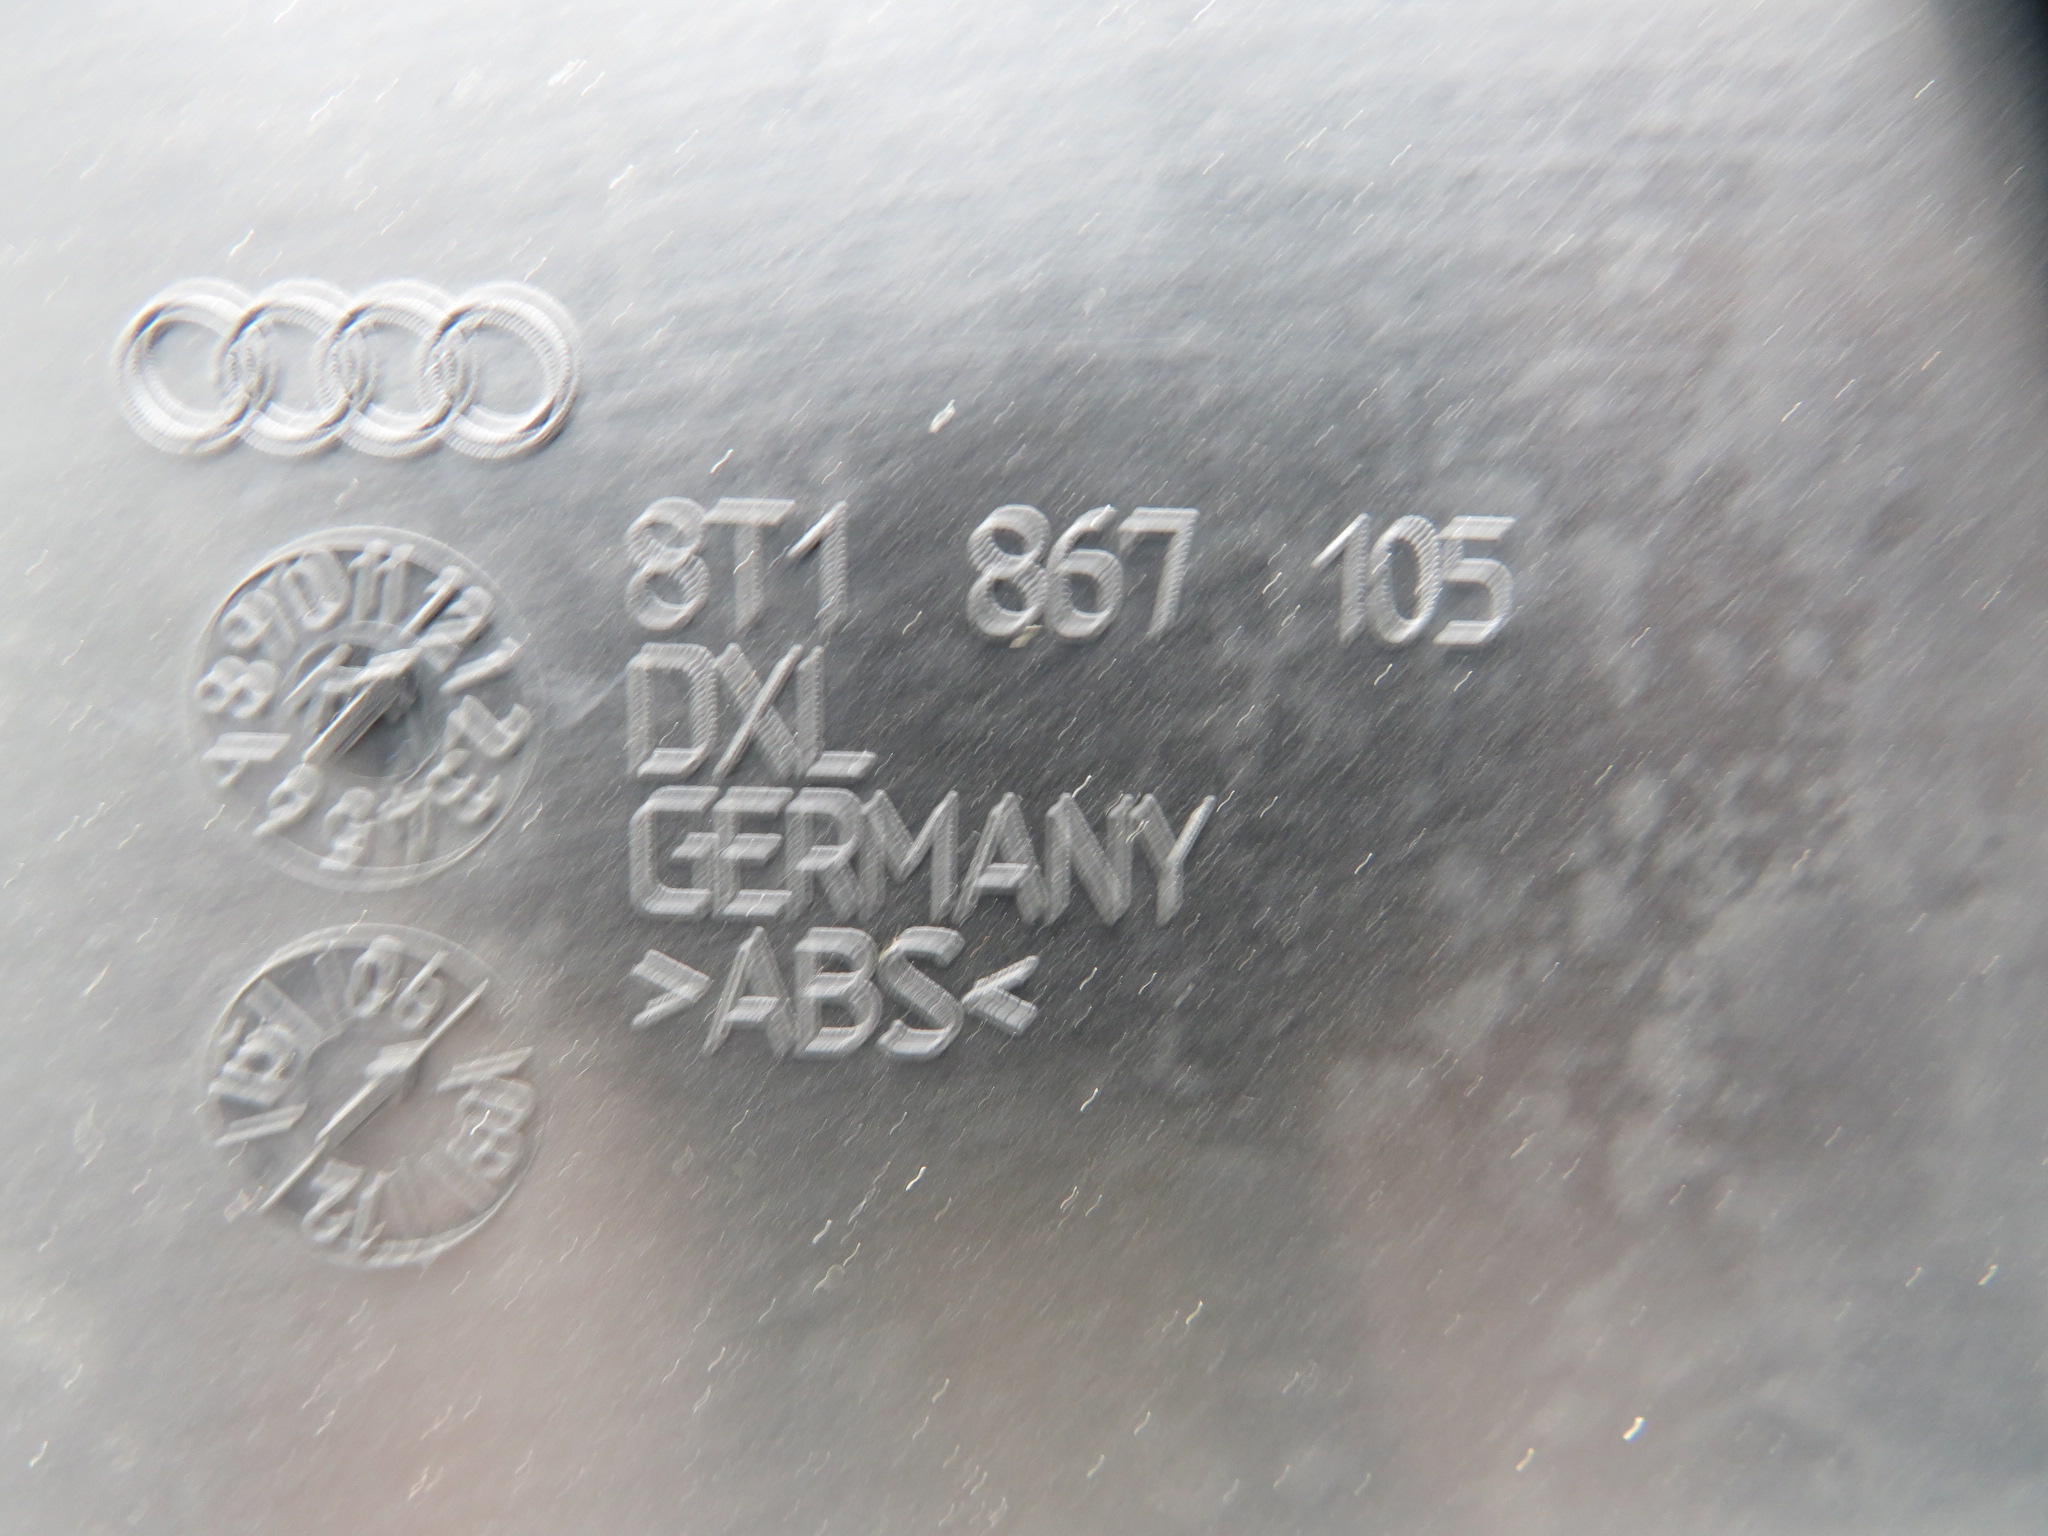 8T1 867 105
DXL
GERMANY
>ABS<